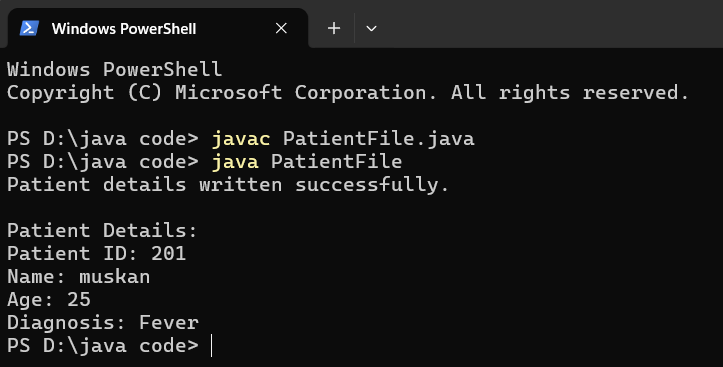 Windows PowerShell
Windows PowerShell
Copyright (C) Microsoft Corporation. All rights reserved.
PS D:\java code> javac PatientFile.java
PS D:\java code> java PatientFile
Patient details written successfully.
Patient Details:
Patient ID: 201
Name: muskan
Age: 25
Diagnosis: Fever
PS D:\java code>